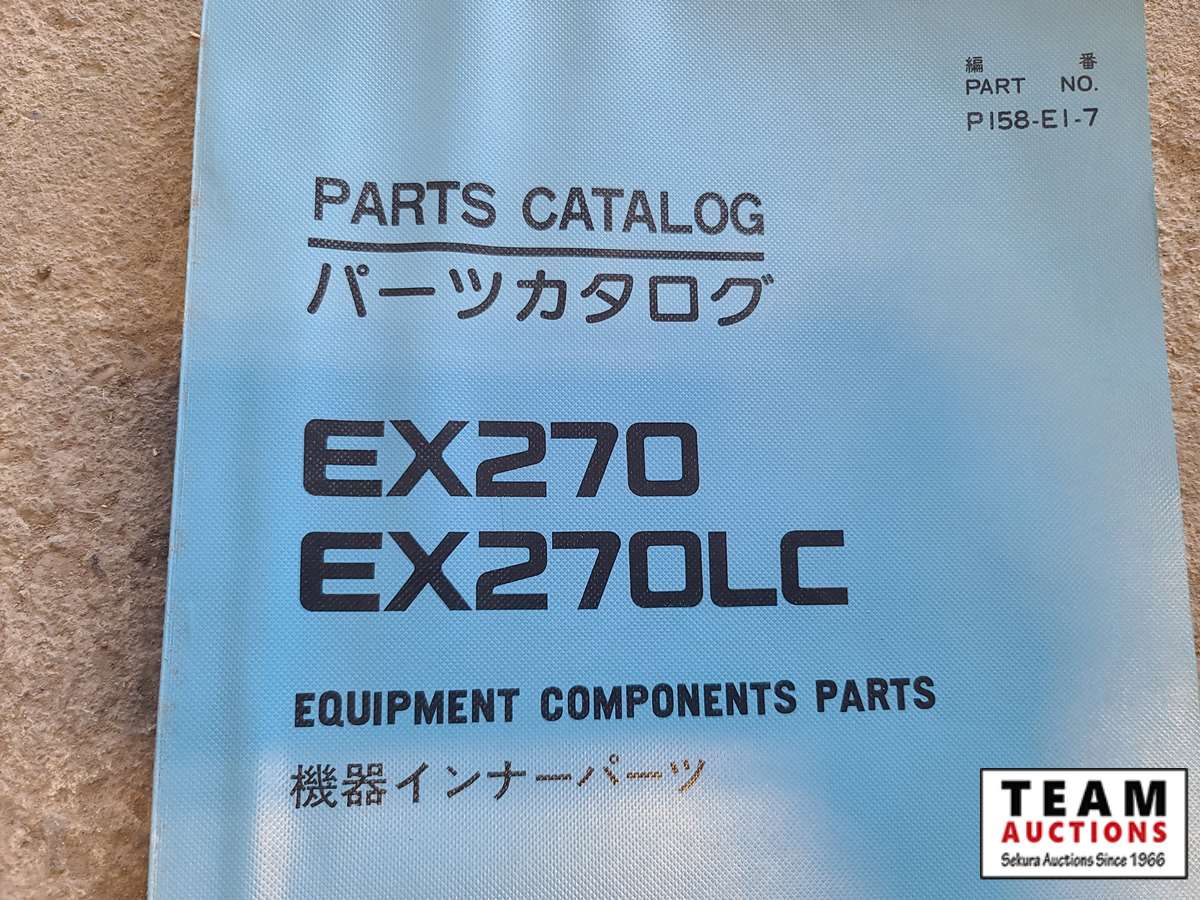 編 番
PART NO.
P158-E1-7
PARTS CATALOG
パーツカタログ
EX270
EX270LC
EQUIPMENT COMPONENTS PARTS
機器インナーパーツ
TEAM
AUCTIONS
Sekura Auctions Since 1966